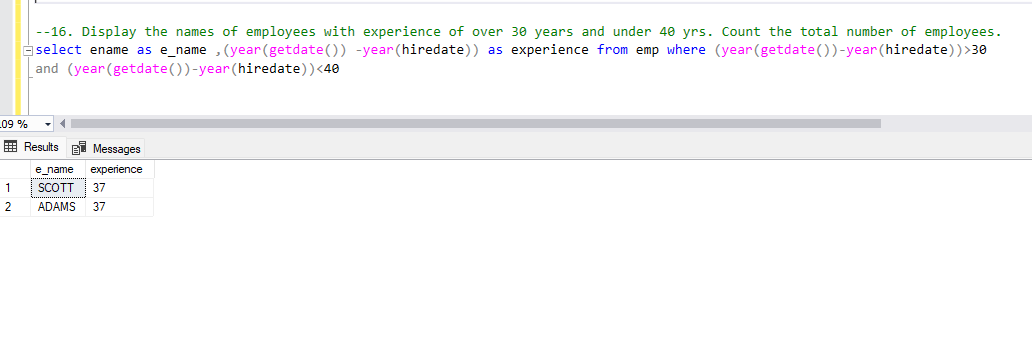 --16. Display the names of employees with experience of over 30 years and under 40 yrs. Count the total number of employees.
select ename as e_name ,(year(getdate()) -year(hiredate)) as experience from emp where (year(getdate())-year(hiredate))>30
and (year(getdate())-year(hiredate))<40
Results Messages
e_name experience
1 SCOTT 37
2 ADAMS 37